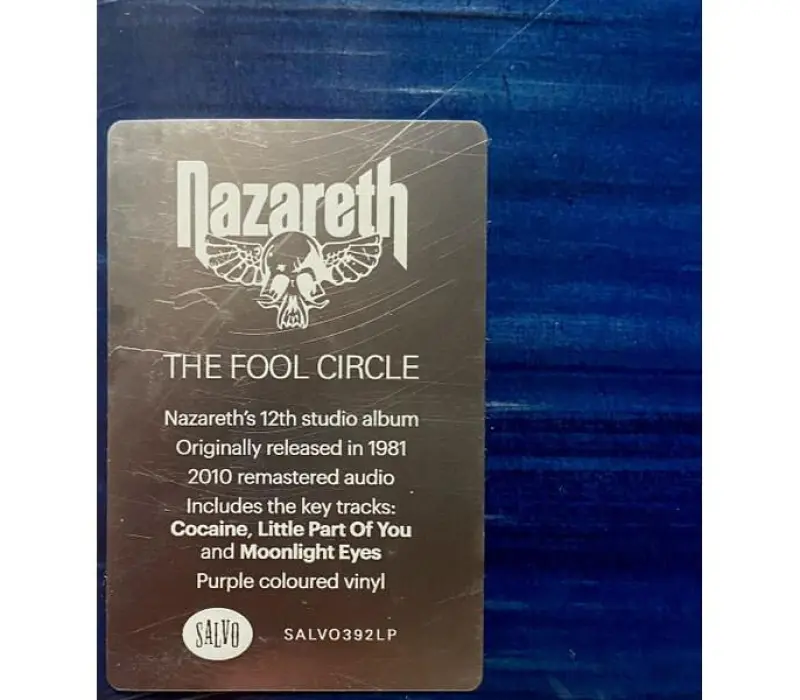 Nazareth
THE FOOL CIRCLE
Nazareth's 12th studio album
Originally released in 1981
2010 remastered audio
Includes the key tracks:
Cocaine, Little Part Of You
and Moonlight Eyes
Purple coloured vinyl
SALVO SALVO392LP